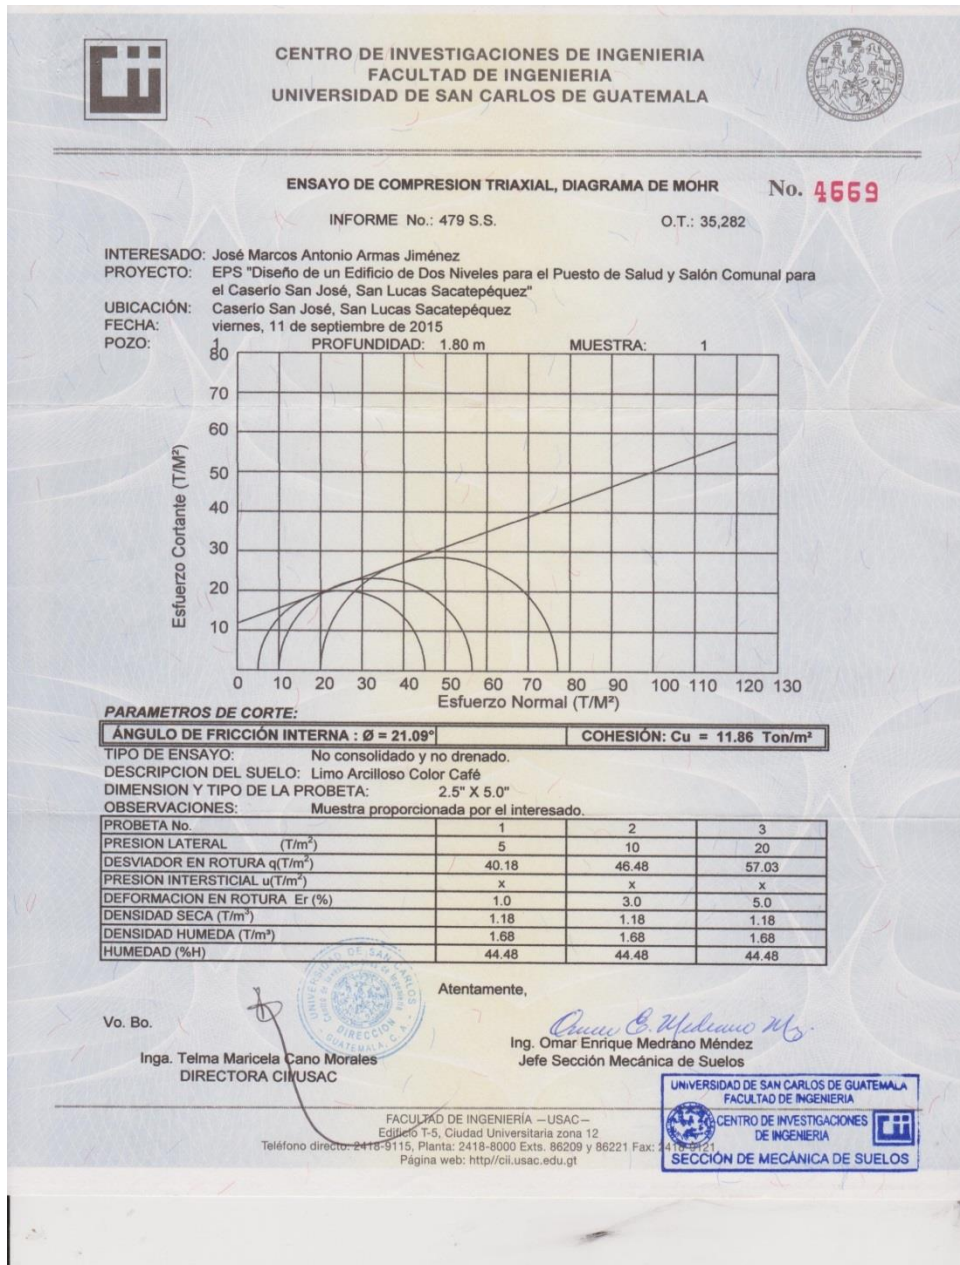 CENTRO DE INVESTIGACIONES DE INGENIERIA
FACULTAD DE INGENIERIA
UNIVERSIDAD DE SAN CARLOS DE GUATEMALA
ENSAYO DE COMPRESION TRIAXIAL, DIAGRAMA DE MOHR No. 4669
INFORME No.: 479 S.S. O.T.: 35,282
INTERESADO: José Marcos Antonio Armas Jiménez
PROYECTO: EPS "Diseño de un Edificio de Dos Niveles para el Puesto de Salud y Salón Comunal para
el Caserío San José, San Lucas Sacatepéquez"
UBICACIÓN: Caserío San José, San Lucas Sacatepéquez
FECHA: viernes, 11 de septiembre de 2015
POZO: 1 PROFUNDIDAD: 1.80 m MUESTRA: 1
80
70
60
50
40
30
20
10
Esfuerzo Cortante (T/M²)
0 10 20 30 40 50 60 70 80 90 100 110 120 130
Esfuerzo Normal (T/M²)
PARAMETROS DE CORTE:
ÁNGULO DE FRICCIÓN INTERNA : Ø = 21.09° COHESIÓN: Cu = 11.86 Ton/m²
TIPO DE ENSAYO: No consolidado y no drenado.
DESCRIPCION DEL SUELO: Limo Arcilloso Color Café
DIMENSION Y TIPO DE LA PROBETA: 2.5" X 5.0"
OBSERVACIONES: Muestra proporcionada por el interesado.
PROBETA No. 1 2 3
PRESION LATERAL (T/m²) 5 10 20
DESVIADOR EN ROTURA q(T/m²) 40.18 46.48 57.03
PRESION INTERSTICIAL u(T/m²) x x x
DEFORMACION EN ROTURA Er (%) 1.0 3.0 5.0
DENSIDAD SECA (T/m³) 1.18 1.18 1.18
DENSIDAD HUMEDA (T/m³) 1.68 1.68 1.68
HUMEDAD (%H) 44.48 44.48 44.48
Atentamente,
Vo. Bo.
Inga. Telma Maricela Cano Morales
DIRECTORA CII/USAC
Ing. Omar Enrique Medrano Méndez
Jefe Sección Mecánica de Suelos
UNIVERSIDAD DE SAN CARLOS
DIRECCION
GUATEMALA, C. A.
UNIVERSIDAD DE SAN CARLOS DE GUATEMALA
FACULTAD DE INGENIERIA
CENTRO DE INVESTIGACIONES
DE INGENIERIA
SECCIÓN DE MECÁNICA DE SUELOS
FACULTAD DE INGENIERÍA —USAC—
Edificio T-5, Ciudad Universitaria zona 12
Teléfono directo: 2418-9115, Planta: 2418-8000 Exts. 86209 y 86221 Fax: 2418-9121
Página web: http//cii.usac.edu.gt